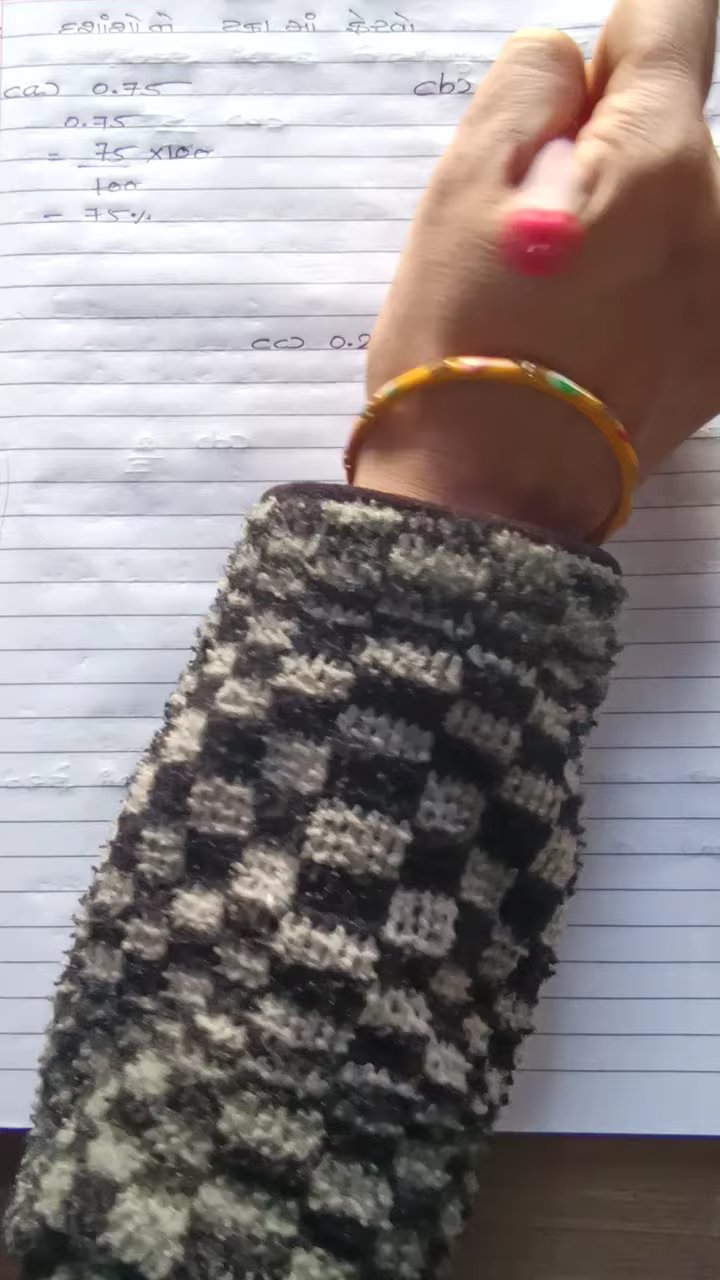 દશાંશોને ટકા માં ફેરવો
(a) 0.75 (b)
0.75
= 75 ×100
100
= 75%
(c) 0.2